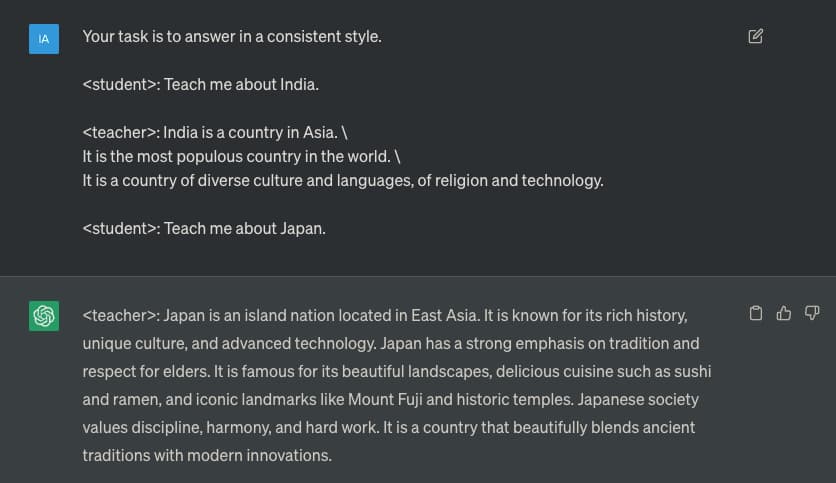 IA
Your task is to answer in a consistent style.
<student>: Teach me about India.
<teacher>: India is a country in Asia. \
It is the most populous country in the world. \
It is a country of diverse culture and languages, of religion and technology.
<student>: Teach me about Japan.
<teacher>: Japan is an island nation located in East Asia. It is known for its rich history,
unique culture, and advanced technology. Japan has a strong emphasis on tradition and
respect for elders. It is famous for its beautiful landscapes, delicious cuisine such as sushi
and ramen, and iconic landmarks like Mount Fuji and historic temples. Japanese society
values discipline, harmony, and hard work. It is a country that beautifully blends ancient
traditions with modern innovations.